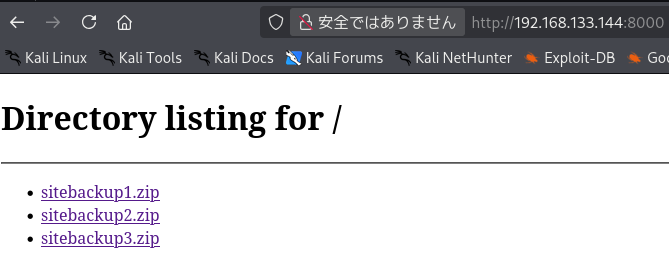 安全ではありません http://192.168.133.144:8000
Kali Linux Kali Tools Kali Docs Kali Forums Kali NetHunter Exploit-DB Goo
Directory listing for /
sitebackup1.zip
sitebackup2.zip
sitebackup3.zip